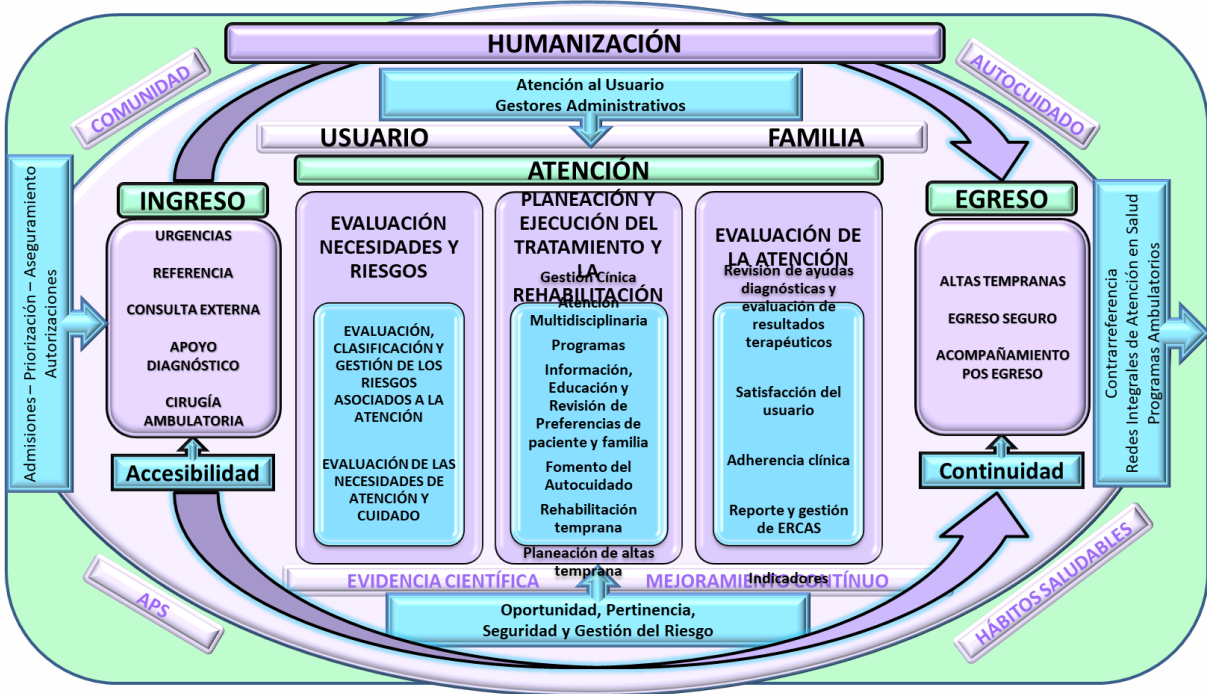 HUMANIZACIÓN
COMUNIDAD
AUTOCUIDADO
Atención al Usuario
Gestores Administrativos
USUARIO
FAMILIA
ATENCIÓN
Admisiones – Priorización – Aseguramiento
Autorizaciones
INGRESO
URGENCIAS
REFERENCIA
CONSULTA EXTERNA
APOYO
DIAGNÓSTICO
CIRUGÍA
AMBULATORIA
Accesibilidad
EVALUACIÓN
NECESIDADES Y
RIESGOS
EVALUACIÓN,
CLASIFICACIÓN Y
GESTIÓN DE LOS
RIESGOS
ASOCIADOS A LA
ATENCIÓN
EVALUACIÓN DE LAS
NECESIDADES DE
ATENCIÓN Y
CUIDADO
PLANEACIÓN Y
EJECUCIÓN DEL
TRATAMIENTO Y
LA
REHABILITACIÓN
Gestión Cínica
Atención
Multidisciplinaria
Programas
Información,
Educación y
Revisión de
Preferencias de
paciente y familia
Fomento del
Autocuidado
Rehabilitación
temprana
Planeación de altas
temprana
EVALUACIÓN DE
LA ATENCIÓN
Revisión de ayudas
diagnósticas y
evaluación de
resultados
terapéuticos
Satisfacción del
usuario
Adherencia clínica
Reporte y gestión
de ERCAS
Indicadores
EGRESO
ALTAS TEMPRANAS
EGRESO SEGURO
ACOMPAÑAMIENTO
POS EGRESO
Continuidad
Contrarreferencia
Redes Integrales de Atención en Salud
Programas Ambulatorios
EVIDENCIA CIENTÍFICA
MEJORAMIENTO CONTÍNUO
Oportunidad, Pertinencia,
Seguridad y Gestión del Riesgo
APS
HÁBITOS SALUDABLES